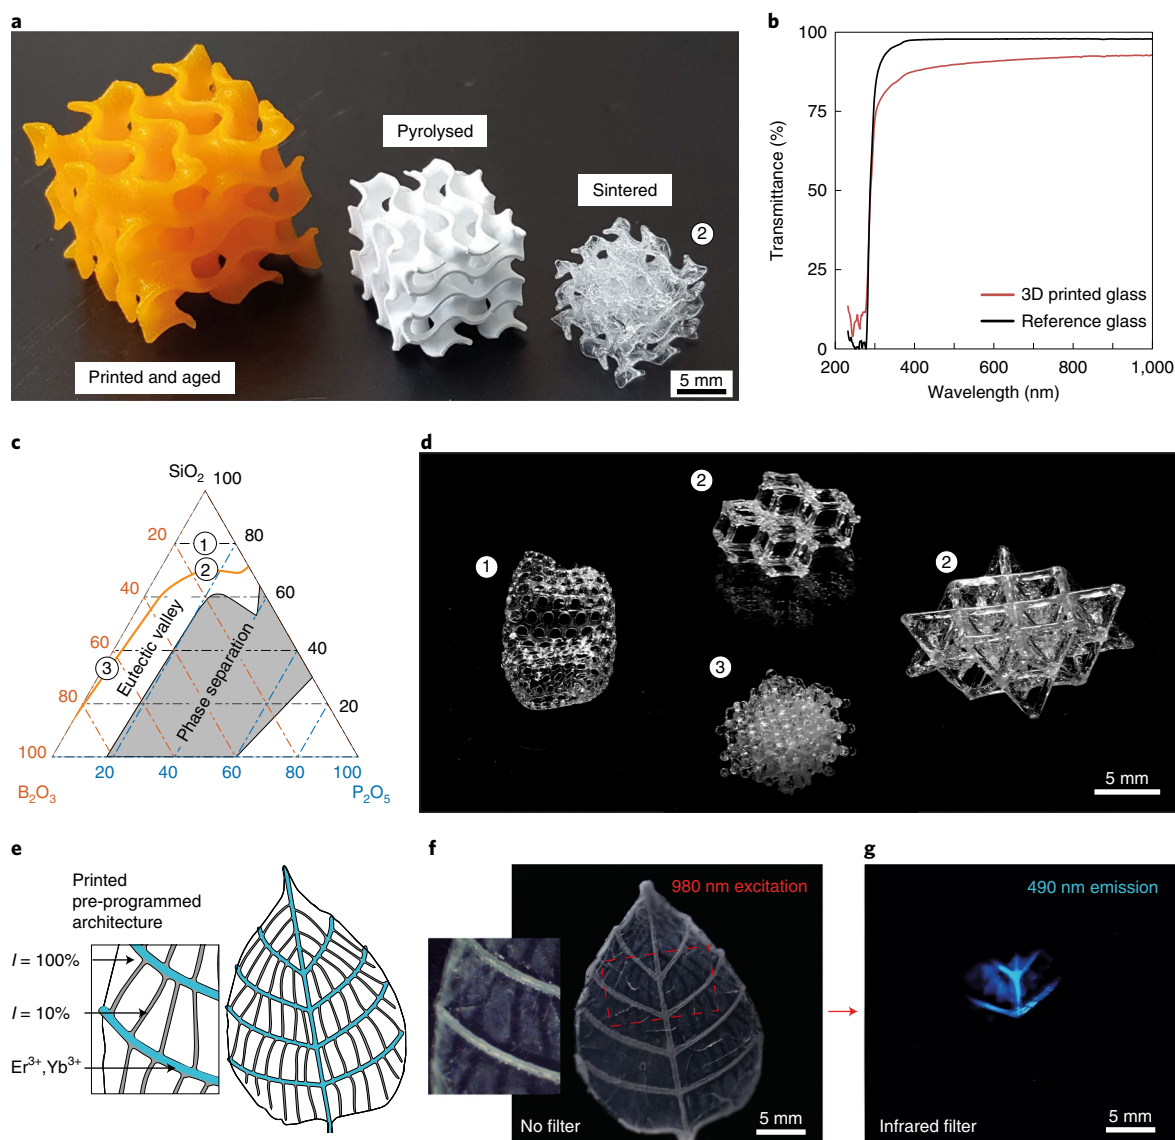 a
Pyrolysed
Sintered
2
Printed and aged
5 mm
b
100
75
50
25
0
Transmittance (%)
3D printed glass
Reference glass
200
400
600
800
1,000
Wavelength (nm)
c
SiO₂
100
20
1
80
2
40
60
60
3
40
80
20
100
Eutectic valley
Phase separation
20
40
60
80
100
B₂O₃
P₂O₅
d
1
2
3
2
5 mm
e
Printed
pre-programmed
architecture
I = 100%
I = 10%
Er³⁺,Yb³⁺
f
980 nm excitation
No filter
5 mm
g
490 nm emission
Infrared filter
5 mm